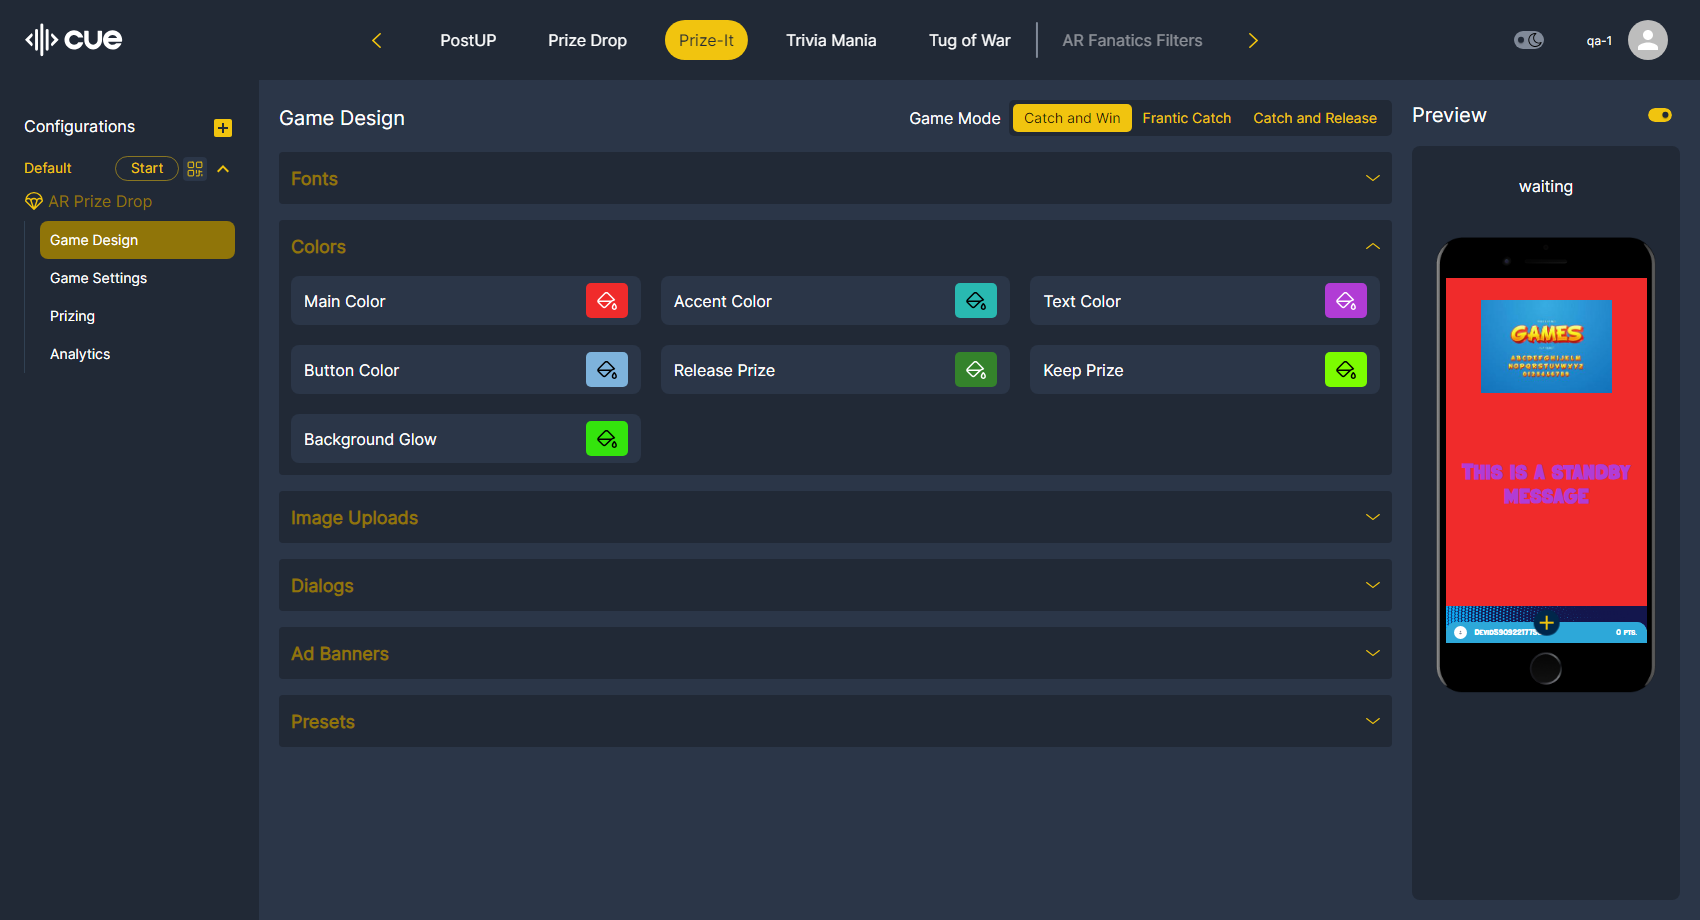 cue
PostUP
Prize Drop
Prize-It
Trivia Mania
Tug of War
AR Fanatics Filters
qa-1
Configurations
Default
Start
AR Prize Drop
Game Design
Game Settings
Prizing
Analytics
Game Design
Game Mode
Catch and Win
Frantic Catch
Catch and Release
Fonts
Colors
Main Color
Accent Color
Text Color
Button Color
Release Prize
Keep Prize
Background Glow
Image Uploads
Dialogs
Ad Banners
Presets
Preview
waiting
GAMES
ABCDEFGHIJKLM
NOPQRSTUVWXYZ
THIS IS A STANDBY
MESSAGE
0 PTS.